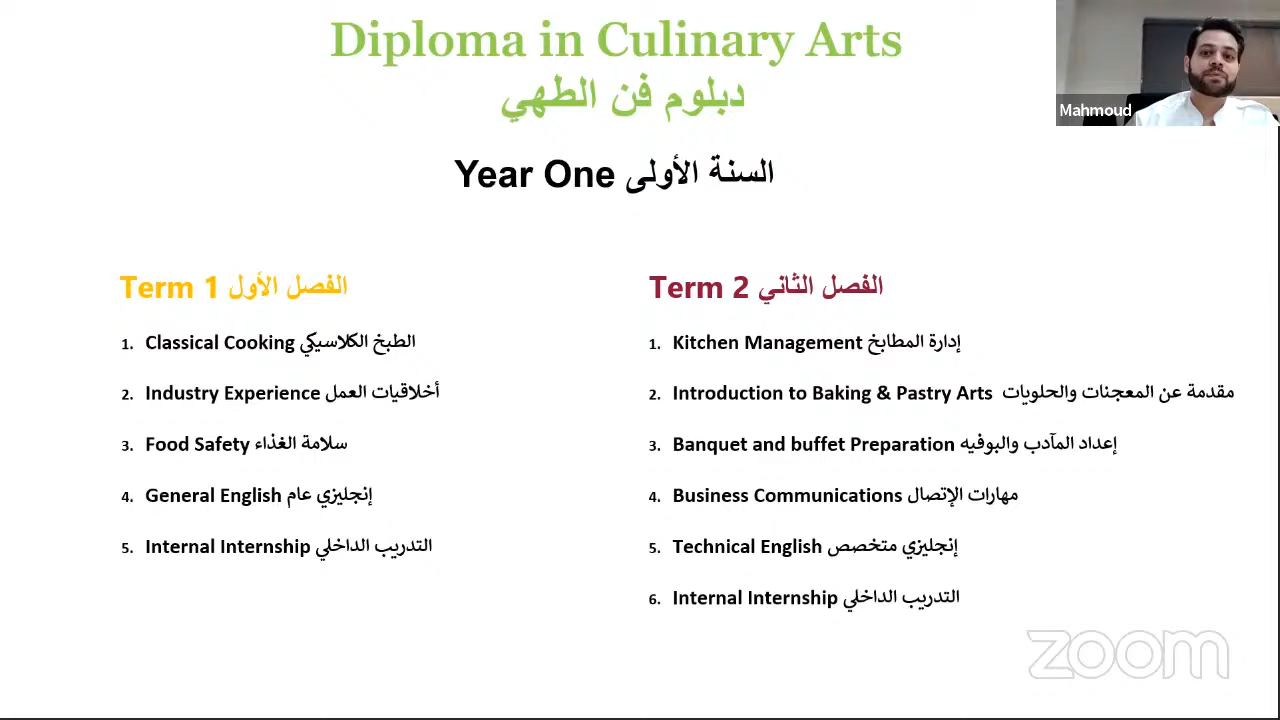 Diploma in Culinary Arts
دبلوم فن الطهي
Mahmoud
Year One السنة الأولى
Term 1 الفصل الأول
1. Classical Cooking الطبخ الكلاسيكي
2. Industry Experience أخلاقيات العمل
3. Food Safety سلامة الغذاء
4. General English إنجليزي عام
5. Internal Internship التدريب الداخلي
Term 2 الفصل الثاني
1. Kitchen Management إدارة المطابخ
2. Introduction to Baking & Pastry Arts مقدمة عن المعجنات والحلويات
3. Banquet and buffet Preparation إعداد المآدب والبوفيه
4. Business Communications مهارات الإتصال
5. Technical English إنجليزي متخصص
6. Internal Internship التدريب الداخلي
zoom